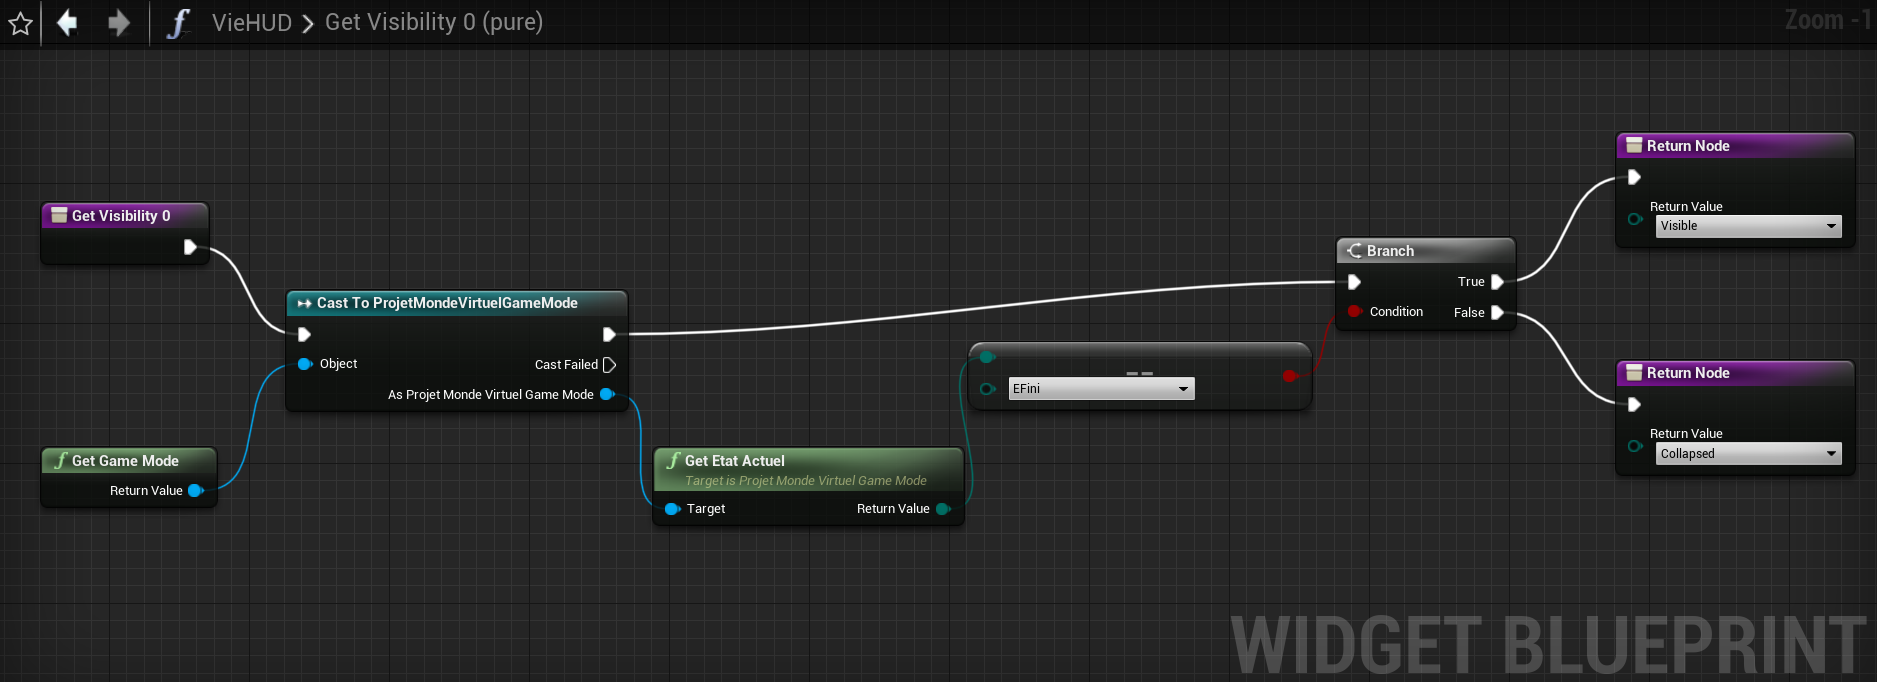 VieHUD > Get Visibility 0 (pure)
Zoom -1
Get Visibility 0
Cast To ProjetMondeVirtuelGameMode
Object
Cast Failed
As Projet Monde Virtuel Game Mode
Get Game Mode
Return Value
Get Etat Actuel
Target is Projet Monde Virtuel Game Mode
Target
Return Value
==
EFini
Branch
True
Condition
False
Return Node
Return Value
Visible
Return Node
Return Value
Collapsed
WIDGET BLUEPRINT